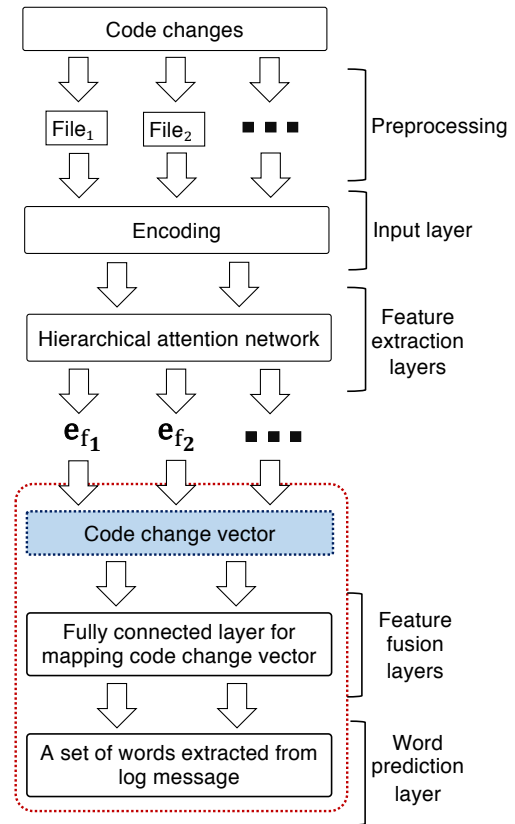 Code changes
File₁
File₂
Preprocessing
Encoding
Input layer
Hierarchical attention network
Feature
extraction
layers
e_f₁
e_f₂
Code change vector
Fully connected layer for
mapping code change vector
Feature
fusion
layers
A set of words extracted from
log message
Word
prediction
layer